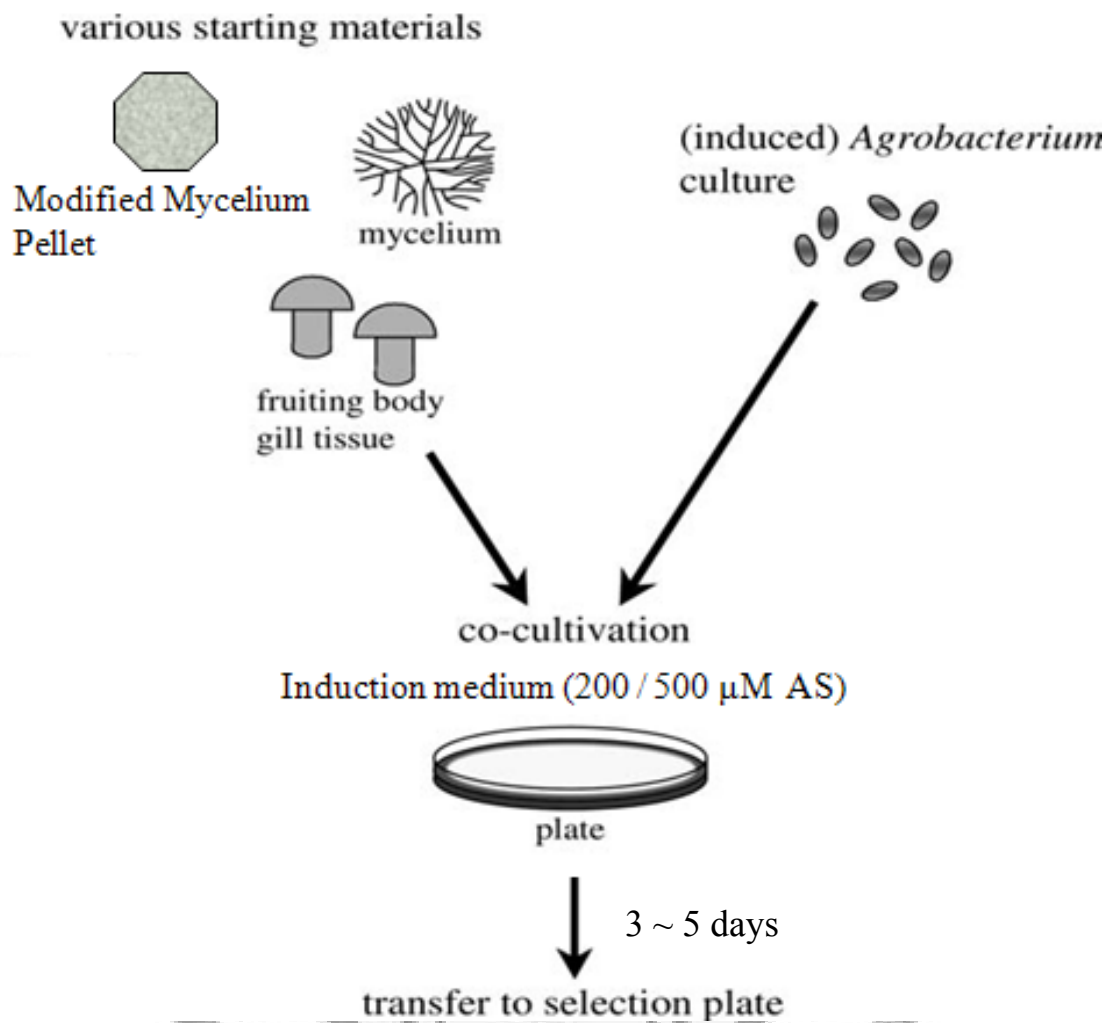 various starting materials
Modified Mycelium
Pellet
mycelium
fruiting body
gill tissue
(induced) Agrobacterium
culture
co-cultivation
Induction medium (200 / 500 μM AS)
plate
3 ~ 5 days
transfer to selection plate